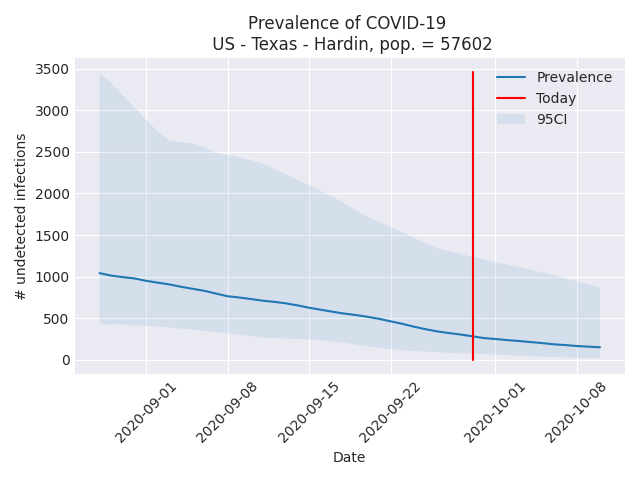 Prevalence of COVID-19
US - Texas - Hardin, pop. = 57602
3500
3000
2500
2000
1500
1000
500
0
# undetected infections
Prevalence
Today
95CI
2020-09-01
2020-09-08
2020-09-15
2020-09-22
2020-10-01
2020-10-08
Date